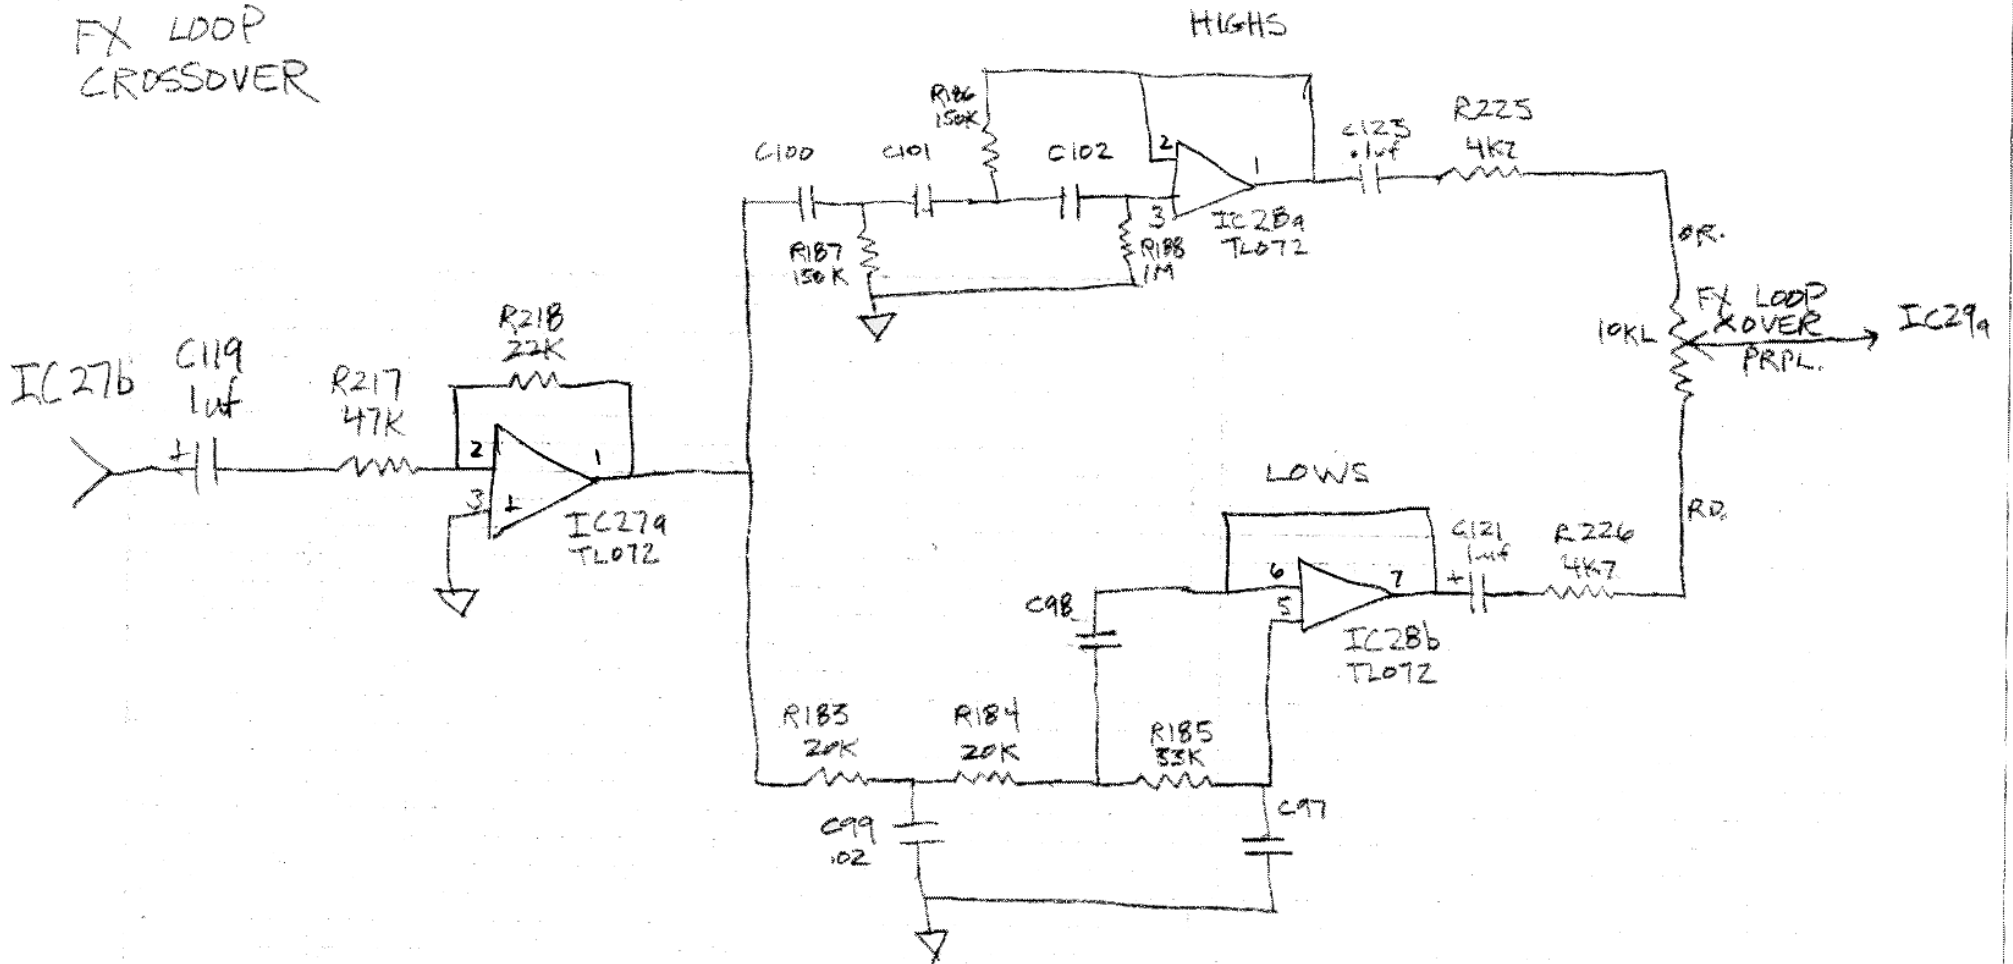 FX LOOP
CROSSOVER
HIGHS
R186
150K
C100
C101
C102
2
3
1
IC28a
TL072
C123
.1uf
R225
4K7
R187
150K
R188
1M
OR.
FX LOOP
XOVER
PRPL.
10KL
IC29a
IC27b
C119
1uf
+
R217
47K
R218
22K
2
3
1
+
IC27a
TL072
LOWS
C98
6
5
7
IC28b
TL072
+
C121
1uf
R226
4K7
RD.
R183
20K
R184
20K
R185
33K
C99
.02
C97